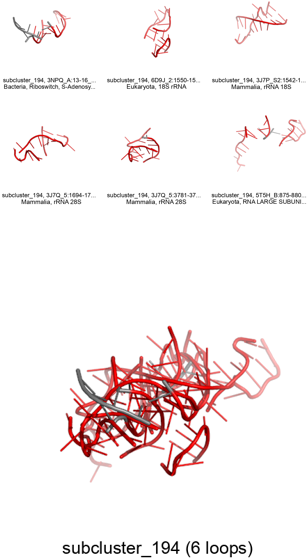 subcluster_194, 3NPQ_A:13-16_...
Bacteria, Riboswitch, S-Adenosy...
subcluster_194, 6D9J_2:1550-15...
Eukaryota, 18S rRNA
subcluster_194, 3J7P_S2:1542-1...
Mammalia, rRNA 18S
subcluster_194, 3J7Q_5:1694-17...
Mammalia, rRNA 28S
subcluster_194, 3J7Q_5:3781-37...
Mammalia, rRNA 28S
subcluster_194, 5T5H_B:875-880...
Eukaryota, RNA LARGE SUBUNI...
subcluster_194 (6 loops)